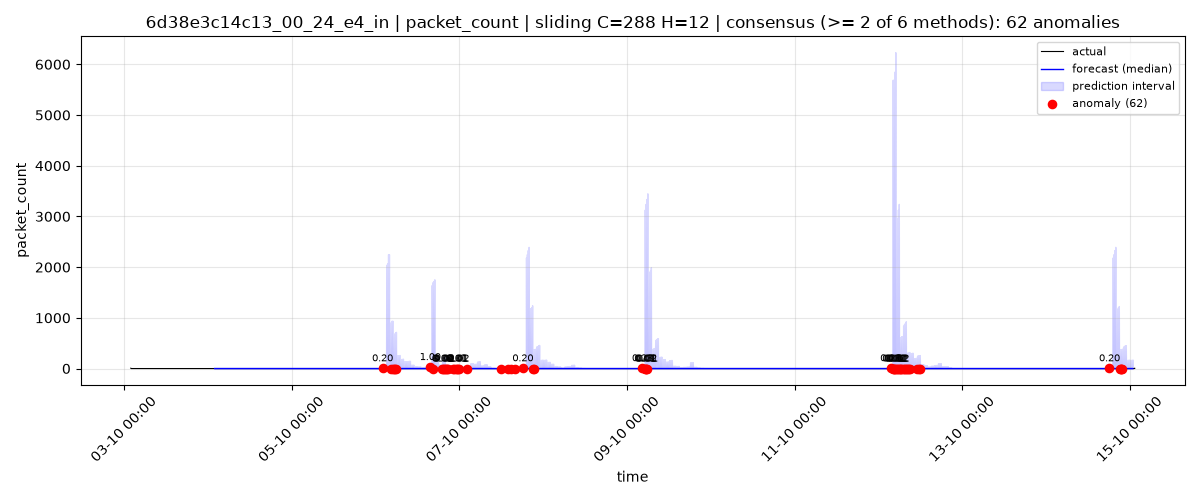 6d38e3c14c13_00_24_e4_in | packet_count | sliding C=288 H=12 | consensus (>= 2 of 6 methods): 62 anomalies
actual
forecast (median)
prediction interval
anomaly (62)
packet_count
6000
5000
4000
3000
2000
1000
0
0.20
0.20
0.20
03-10 00:00
05-10 00:00
07-10 00:00
09-10 00:00
11-10 00:00
13-10 00:00
15-10 00:00
time